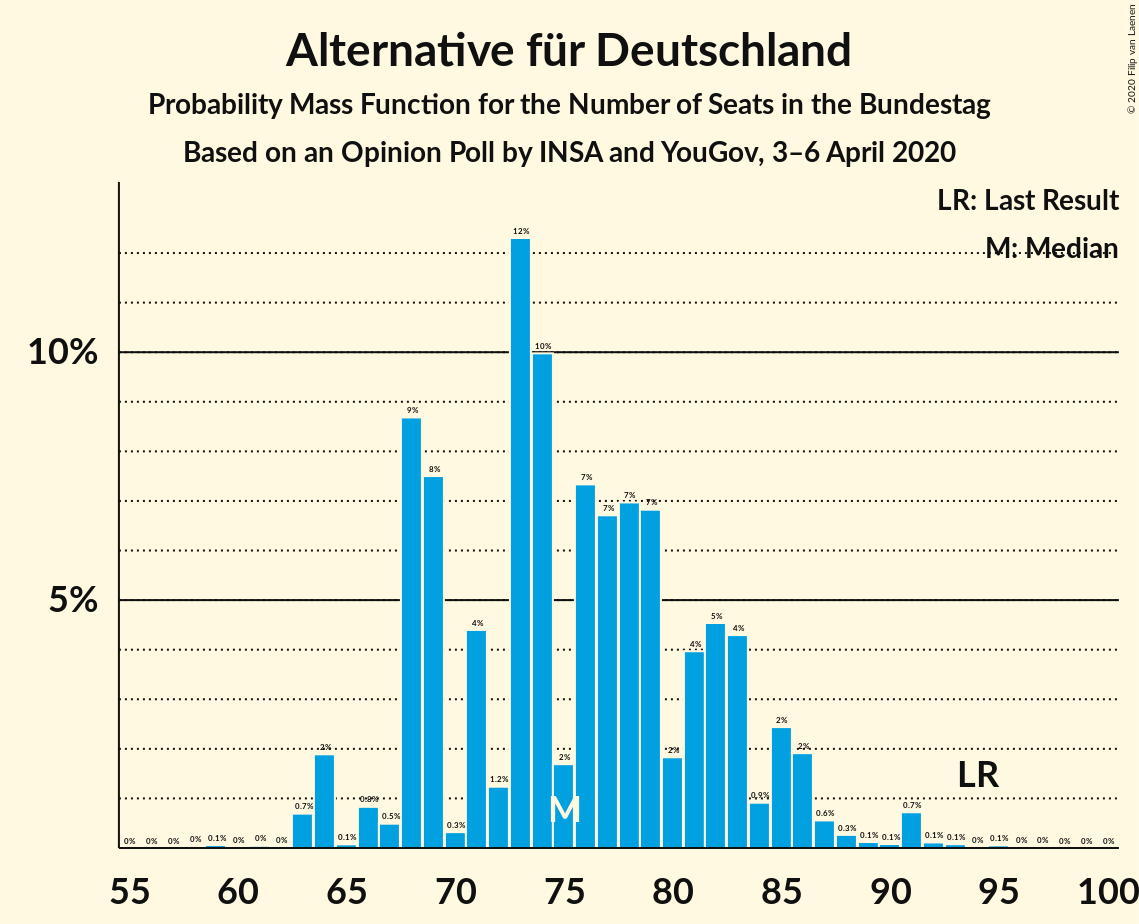 © 2020 Filip van Laenen
Alternative für Deutschland
Probability Mass Function for the Number of Seats in the Bundestag
Based on an Opinion Poll by INSA and YouGov, 3–6 April 2020
LR: Last Result
M: Median
10%
5%
0% 0% 0% 0% 0.1% 0% 0% 0% 0.7% 2% 0.1% 0.8% 0.5% 9% 8% 0.3% 4% 1.2% 12% 10% 2% 7% 7% 7% 7% 2% 4% 5% 4% 0.9% 2% 2% 0.6% 0.3% 0.1% 0.1% 0.7% 0.1% 0.1% 0% 0.1% 0% 0% 0% 0% 0%
M
LR
55 60 65 70 75 80 85 90 95 100